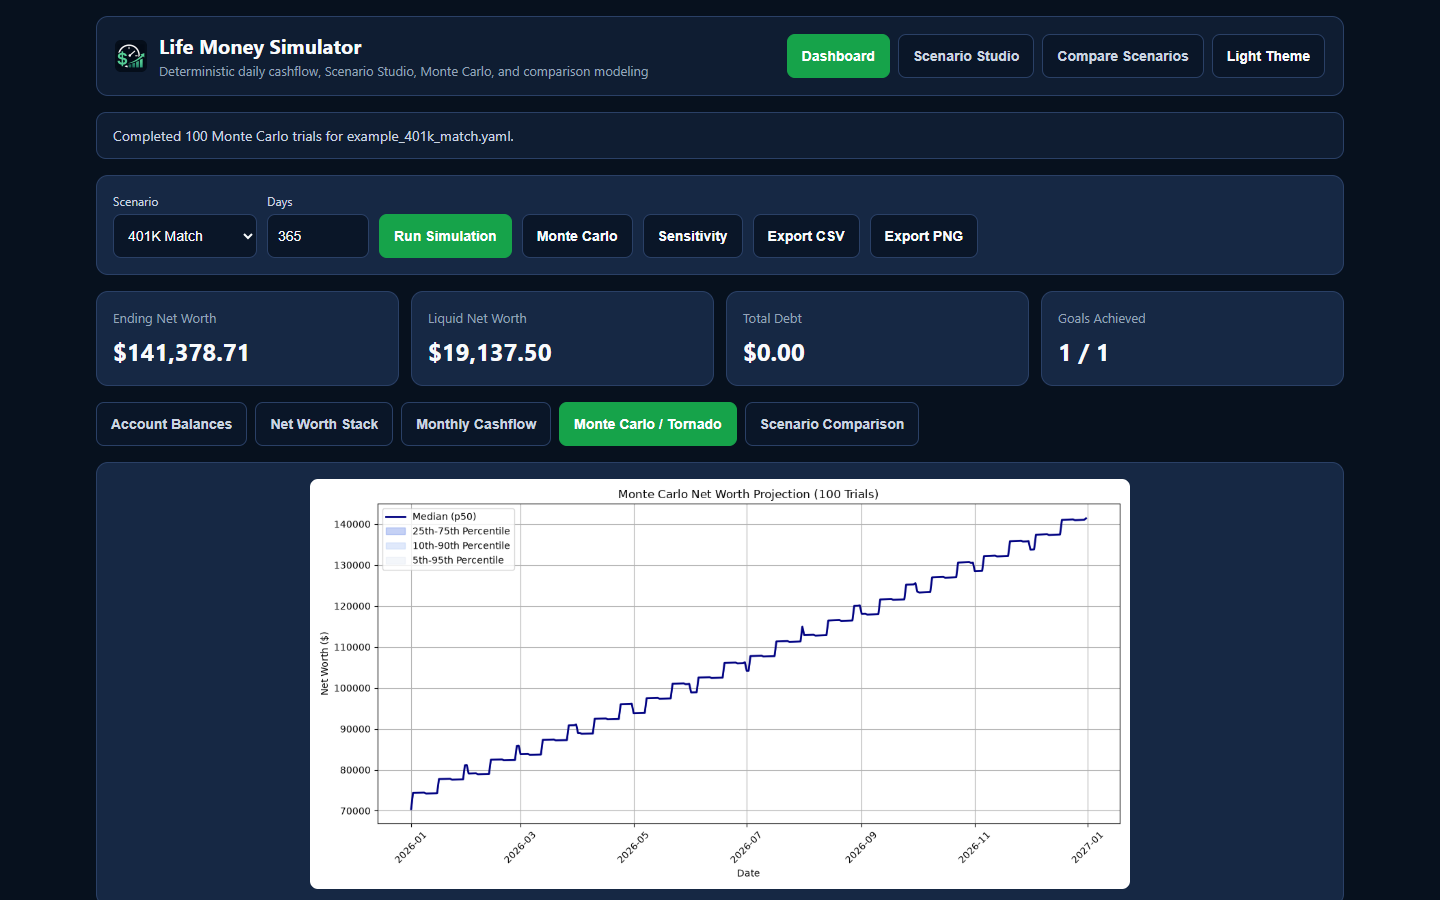 Life Money Simulator
Deterministic daily cashflow, Scenario Studio, Monte Carlo, and comparison modeling
Dashboard
Scenario Studio
Compare Scenarios
Light Theme
Completed 100 Monte Carlo trials for example_401k_match.yaml.
Scenario
Days
401K Match
365
Run Simulation
Monte Carlo
Sensitivity
Export CSV
Export PNG
Ending Net Worth
$141,378.71
Liquid Net Worth
$19,137.50
Total Debt
$0.00
Goals Achieved
1 / 1
Account Balances
Net Worth Stack
Monthly Cashflow
Monte Carlo / Tornado
Scenario Comparison
Monte Carlo Net Worth Projection (100 Trials)
Median (p50)
25th-75th Percentile
10th-90th Percentile
5th-95th Percentile
Net Worth ($)
140000
130000
120000
110000
100000
90000
80000
70000
2026-01
2026-03
2026-05
2026-07
2026-09
2026-11
2027-01
Date